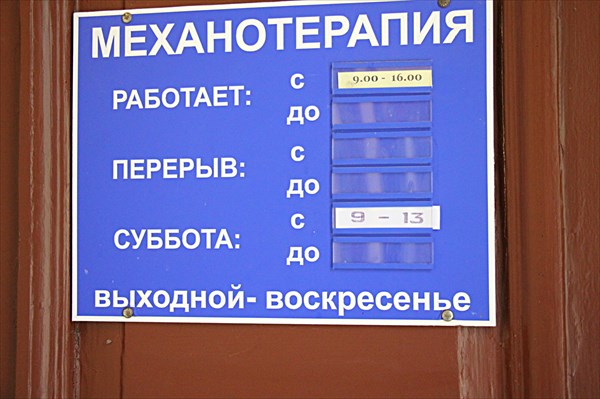 МЕХАНОТЕРАПИЯ
РАБОТАЕТ: с 9.00 - 16.00
до
ПЕРЕРЫВ: с
до
СУББОТА: с 9 - 13
до
выходной- воскресенье